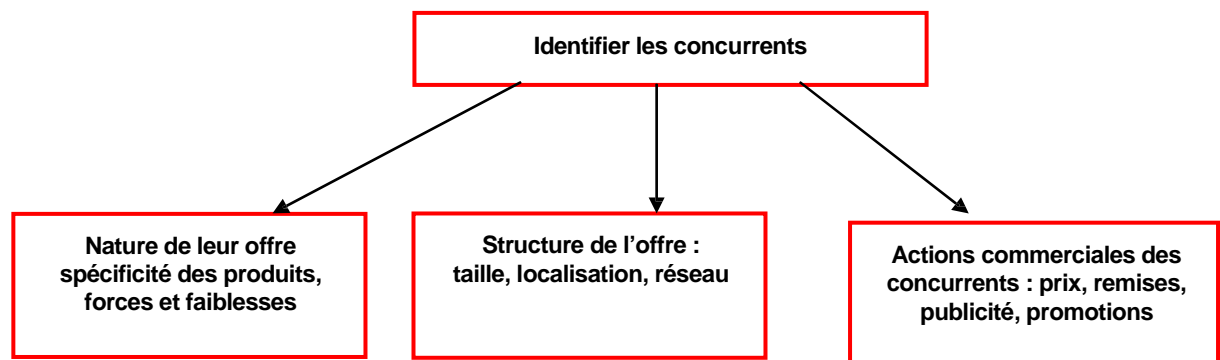 Identifier les concurrents
Nature de leur offre
spécificité des produits,
forces et faiblesses
Structure de l’offre :
taille, localisation, réseau
Actions commerciales des
concurrents : prix, remises,
publicité, promotions